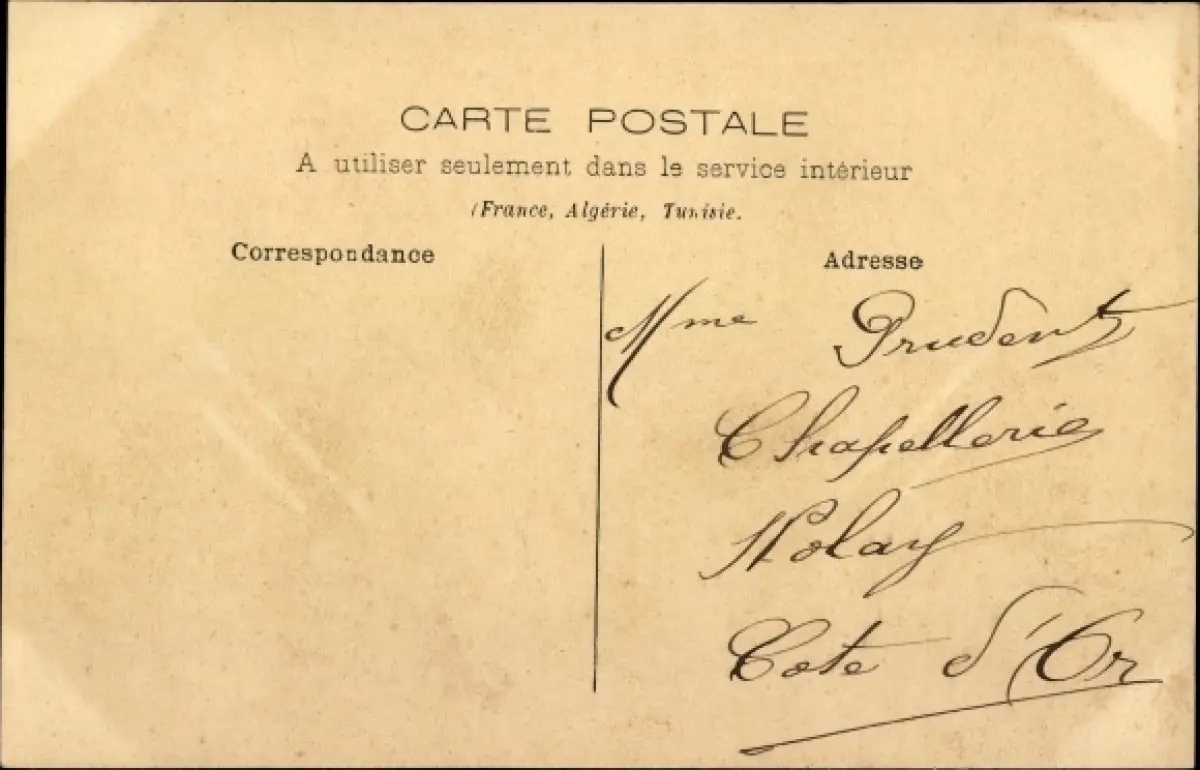 CARTE POSTALE
A utiliser seulement dans le service intérieur
(France, Algérie, Tunisie.
Correspondance
Adresse
Mme Prudent
Chapellerie
Nolay
Cote d'Or